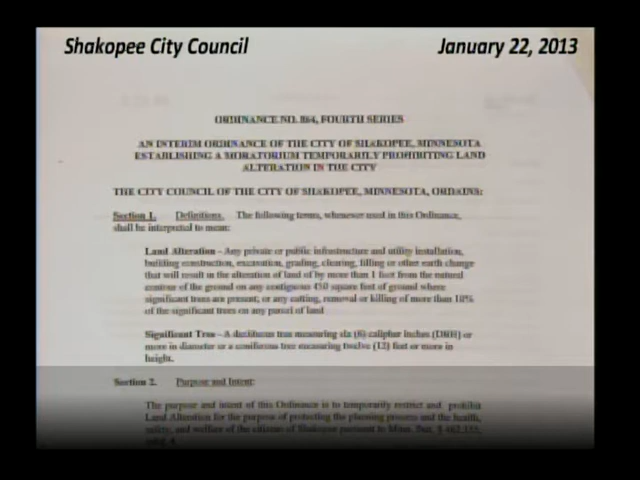 Shakopee City Council
January 22, 2013
ORDINANCE NO. 864, FOURTH SERIES
AN INTERIM ORDINANCE OF THE CITY OF SHAKOPEE, MINNESOTA
ESTABLISHING A MORATORIUM TEMPORARILY PROHIBITING LAND
ALTERATION IN THE CITY
THE CITY COUNCIL OF THE CITY OF SHAKOPEE, MINNESOTA, ORDAINS:
Section 1. Definitions. The following terms, whenever used in this Ordinance,
shall be interpreted to mean:
Land Alteration – Any private or public infrastructure and utility installation,
building construction, excavation, grading, clearing, filling or other earth change
that will result in the alteration of land of by more than 1 foot from the natural
contour of the ground on any contiguous 450 square feet of ground where
significant trees are present; or any cutting, removal or killing of more than 10%
of the significant trees on any parcel of land
Significant Tree – A deciduous tree measuring six (6) caliper inches (DBH) or
more in diameter or a coniferous tree measuring twelve (12) feet or more in
height.
Section 2. Purpose and Intent:
The purpose and intent of this Ordinance is to temporarily restrict and prohibit
Land Alteration for the purpose of protecting the planning process and the health,
safety, and welfare of the citizens of Shakopee pursuant to Minn. Stat. § 462.355,